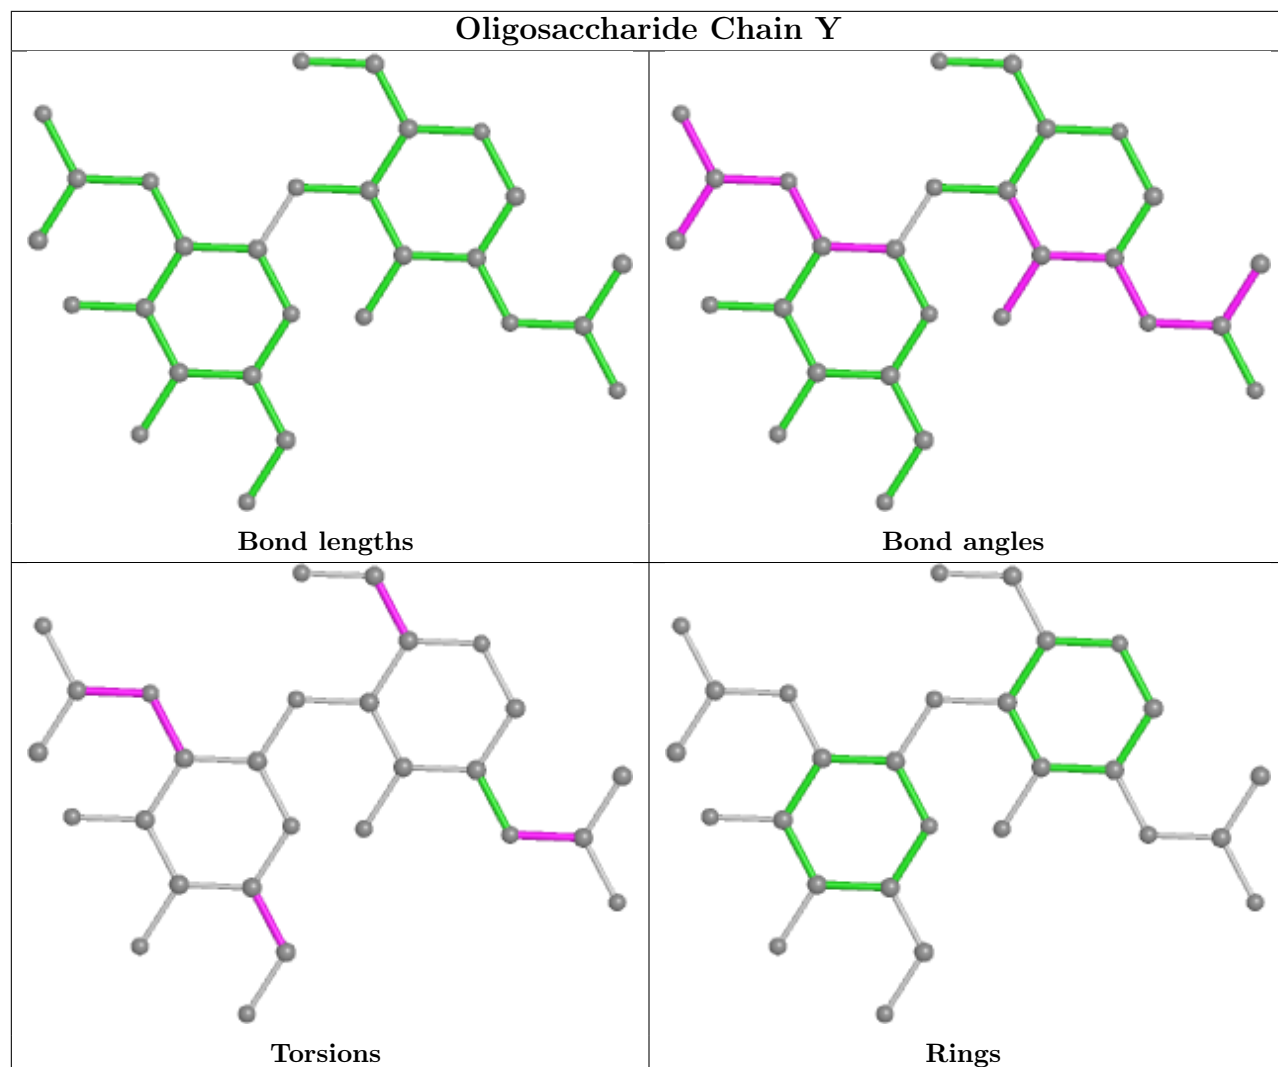 Oligosaccharide Chain Y
Bond lengths
Bond angles
Torsions
Rings